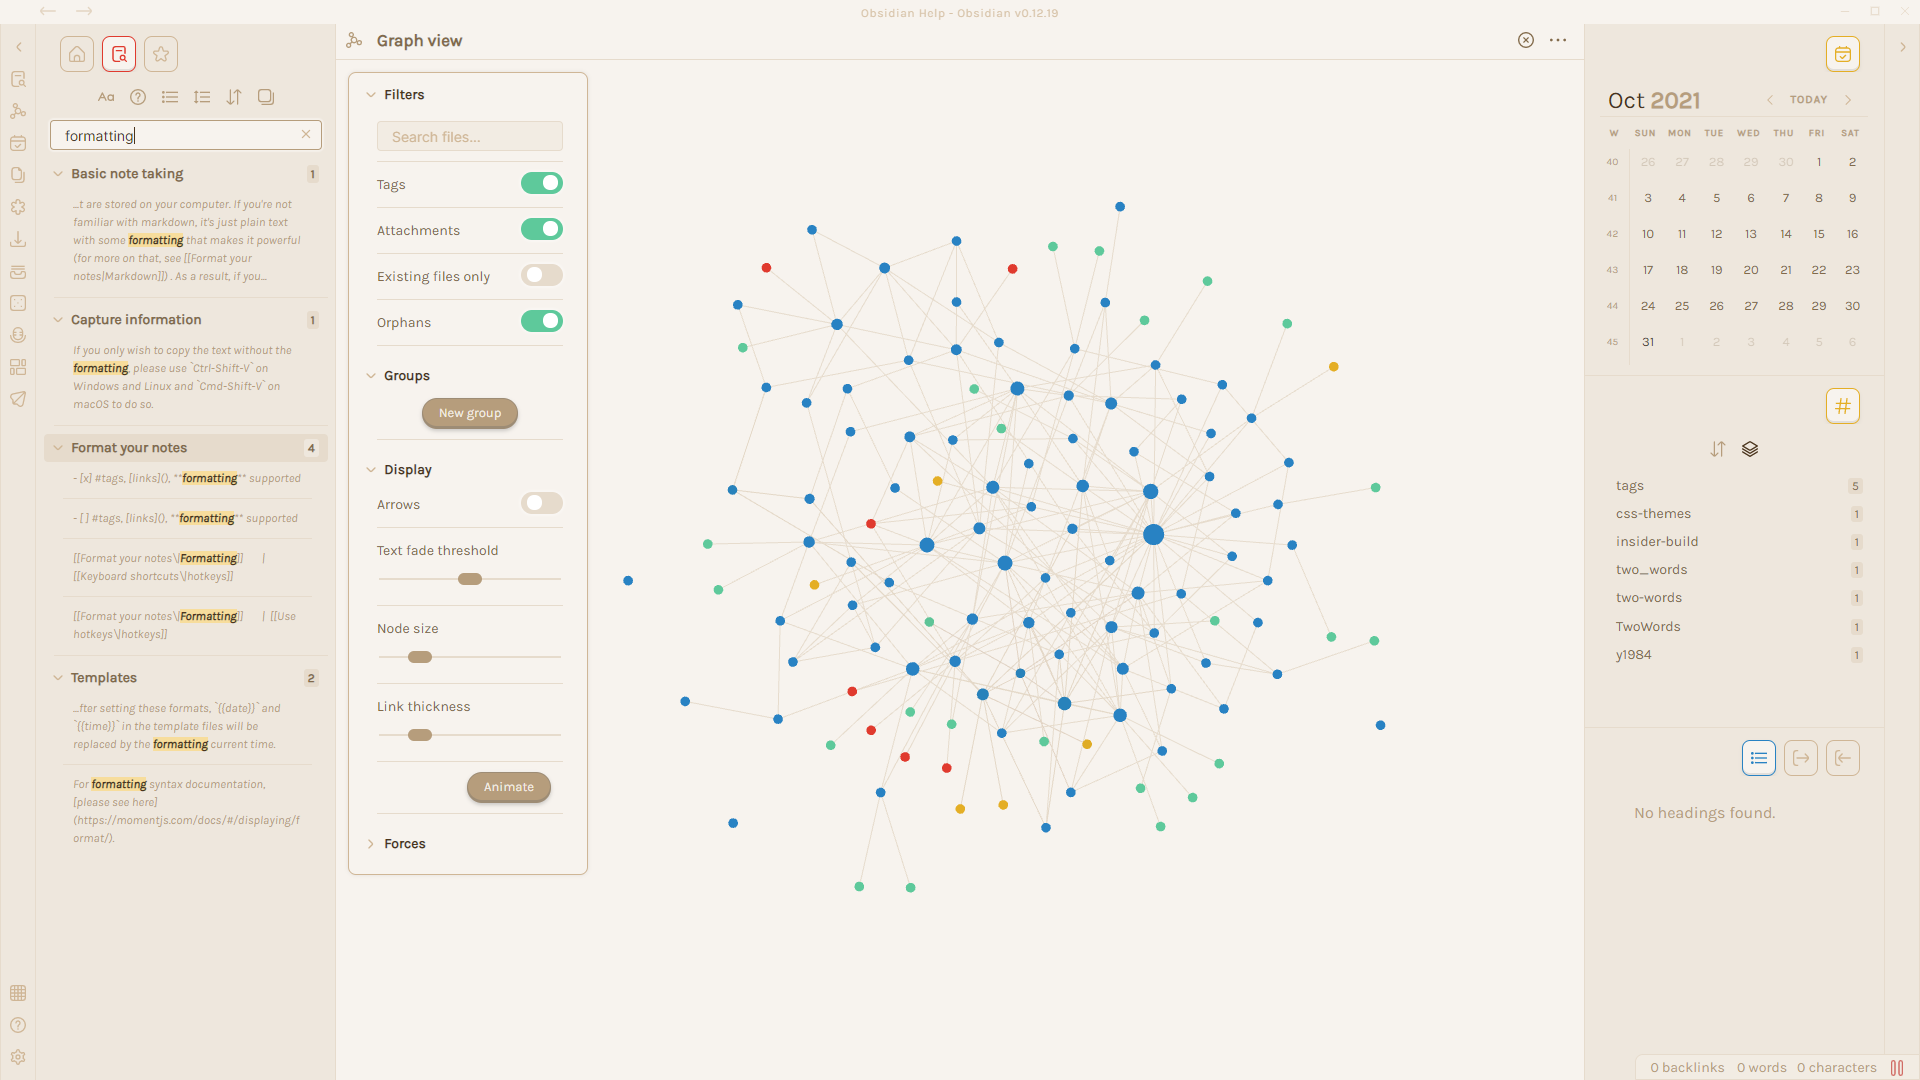 Obsidian Help - Obsidian v0.12.19
Aa
formatting
Basic note taking 1
...t are stored on your computer. If you're not
familiar with markdown, it's just plain text
with some formatting that makes it powerful
(for more on that, see [[Format your
notes|Markdown]]) . As a result, if you...
Capture information 1
If you only wish to copy the text without the
formatting, please use `Ctrl-Shift-V` on
Windows and Linux and `Cmd-Shift-V` on
macOS to do so.
Format your notes 4
- [x] #tags, [links](), **formatting** supported
- [ ] #tags, [links](), **formatting** supported
[[Format your notes\|Formatting]] |
[[Keyboard shortcuts\|hotkeys]]
[[Format your notes\|Formatting]] | [[Use
hotkeys\|hotkeys]]
Templates 2
...fter setting these formats, `{{date}}` and
`{{time}}` in the template files will be
replaced by the formatting current time.
For formatting syntax documentation,
[please see here]
(https://momentjs.com/docs/#/displaying/f
ormat/).
Graph view
Filters
Search files...
Tags
Attachments
Existing files only
Orphans
Groups
New group
Display
Arrows
Text fade threshold
Node size
Link thickness
Animate
Forces
Oct 2021
TODAY
W SUN MON TUE WED THU FRI SAT
40 26 27 28 29 30 1 2
41 3 4 5 6 7 8 9
42 10 11 12 13 14 15 16
43 17 18 19 20 21 22 23
44 24 25 26 27 28 29 30
45 31 1 2 3 4 5 6
#
tags 5
css-themes 1
insider-build 1
two_words 1
two-words 1
TwoWords 1
y1984 1
No headings found.
0 backlinks 0 words 0 characters